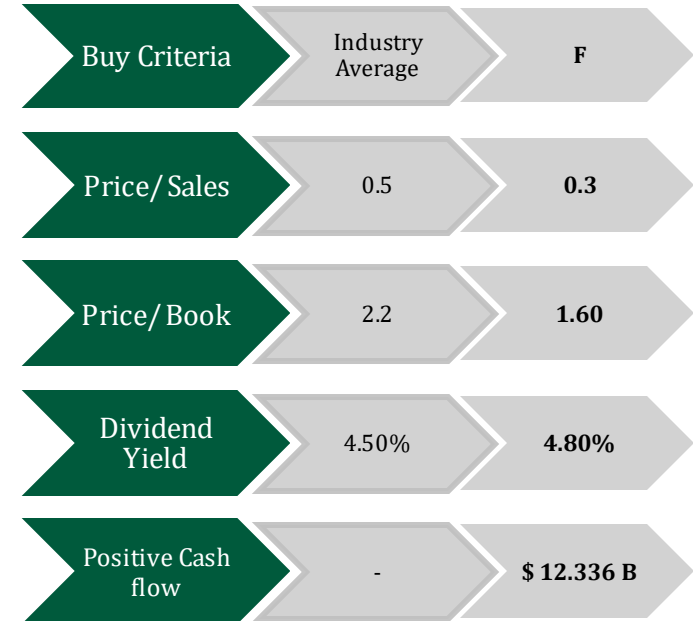 Buy Criteria
Industry
Average
F
Price/Sales
0.5
0.3
Price/Book
2.2
1.60
Dividend
Yield
4.50%
4.80%
Positive Cash
flow
-
$ 12.336 B